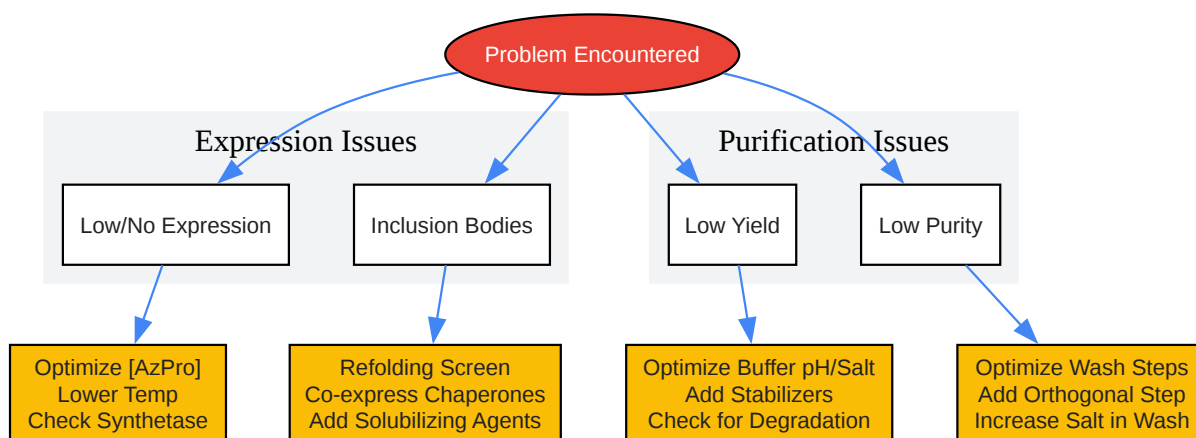 Problem Encountered
Expression Issues
Purification Issues
Low/No Expression
Inclusion Bodies
Low Yield
Low Purity
Optimize [AzPro]
Lower Temp
Check Synthetase
Refolding Screen
Co-express Chaperones
Add Solubilizing Agents
Optimize Buffer pH/Salt
Add Stabilizers
Check for Degradation
Optimize Wash Steps
Add Orthogonal Step
Increase Salt in Wash